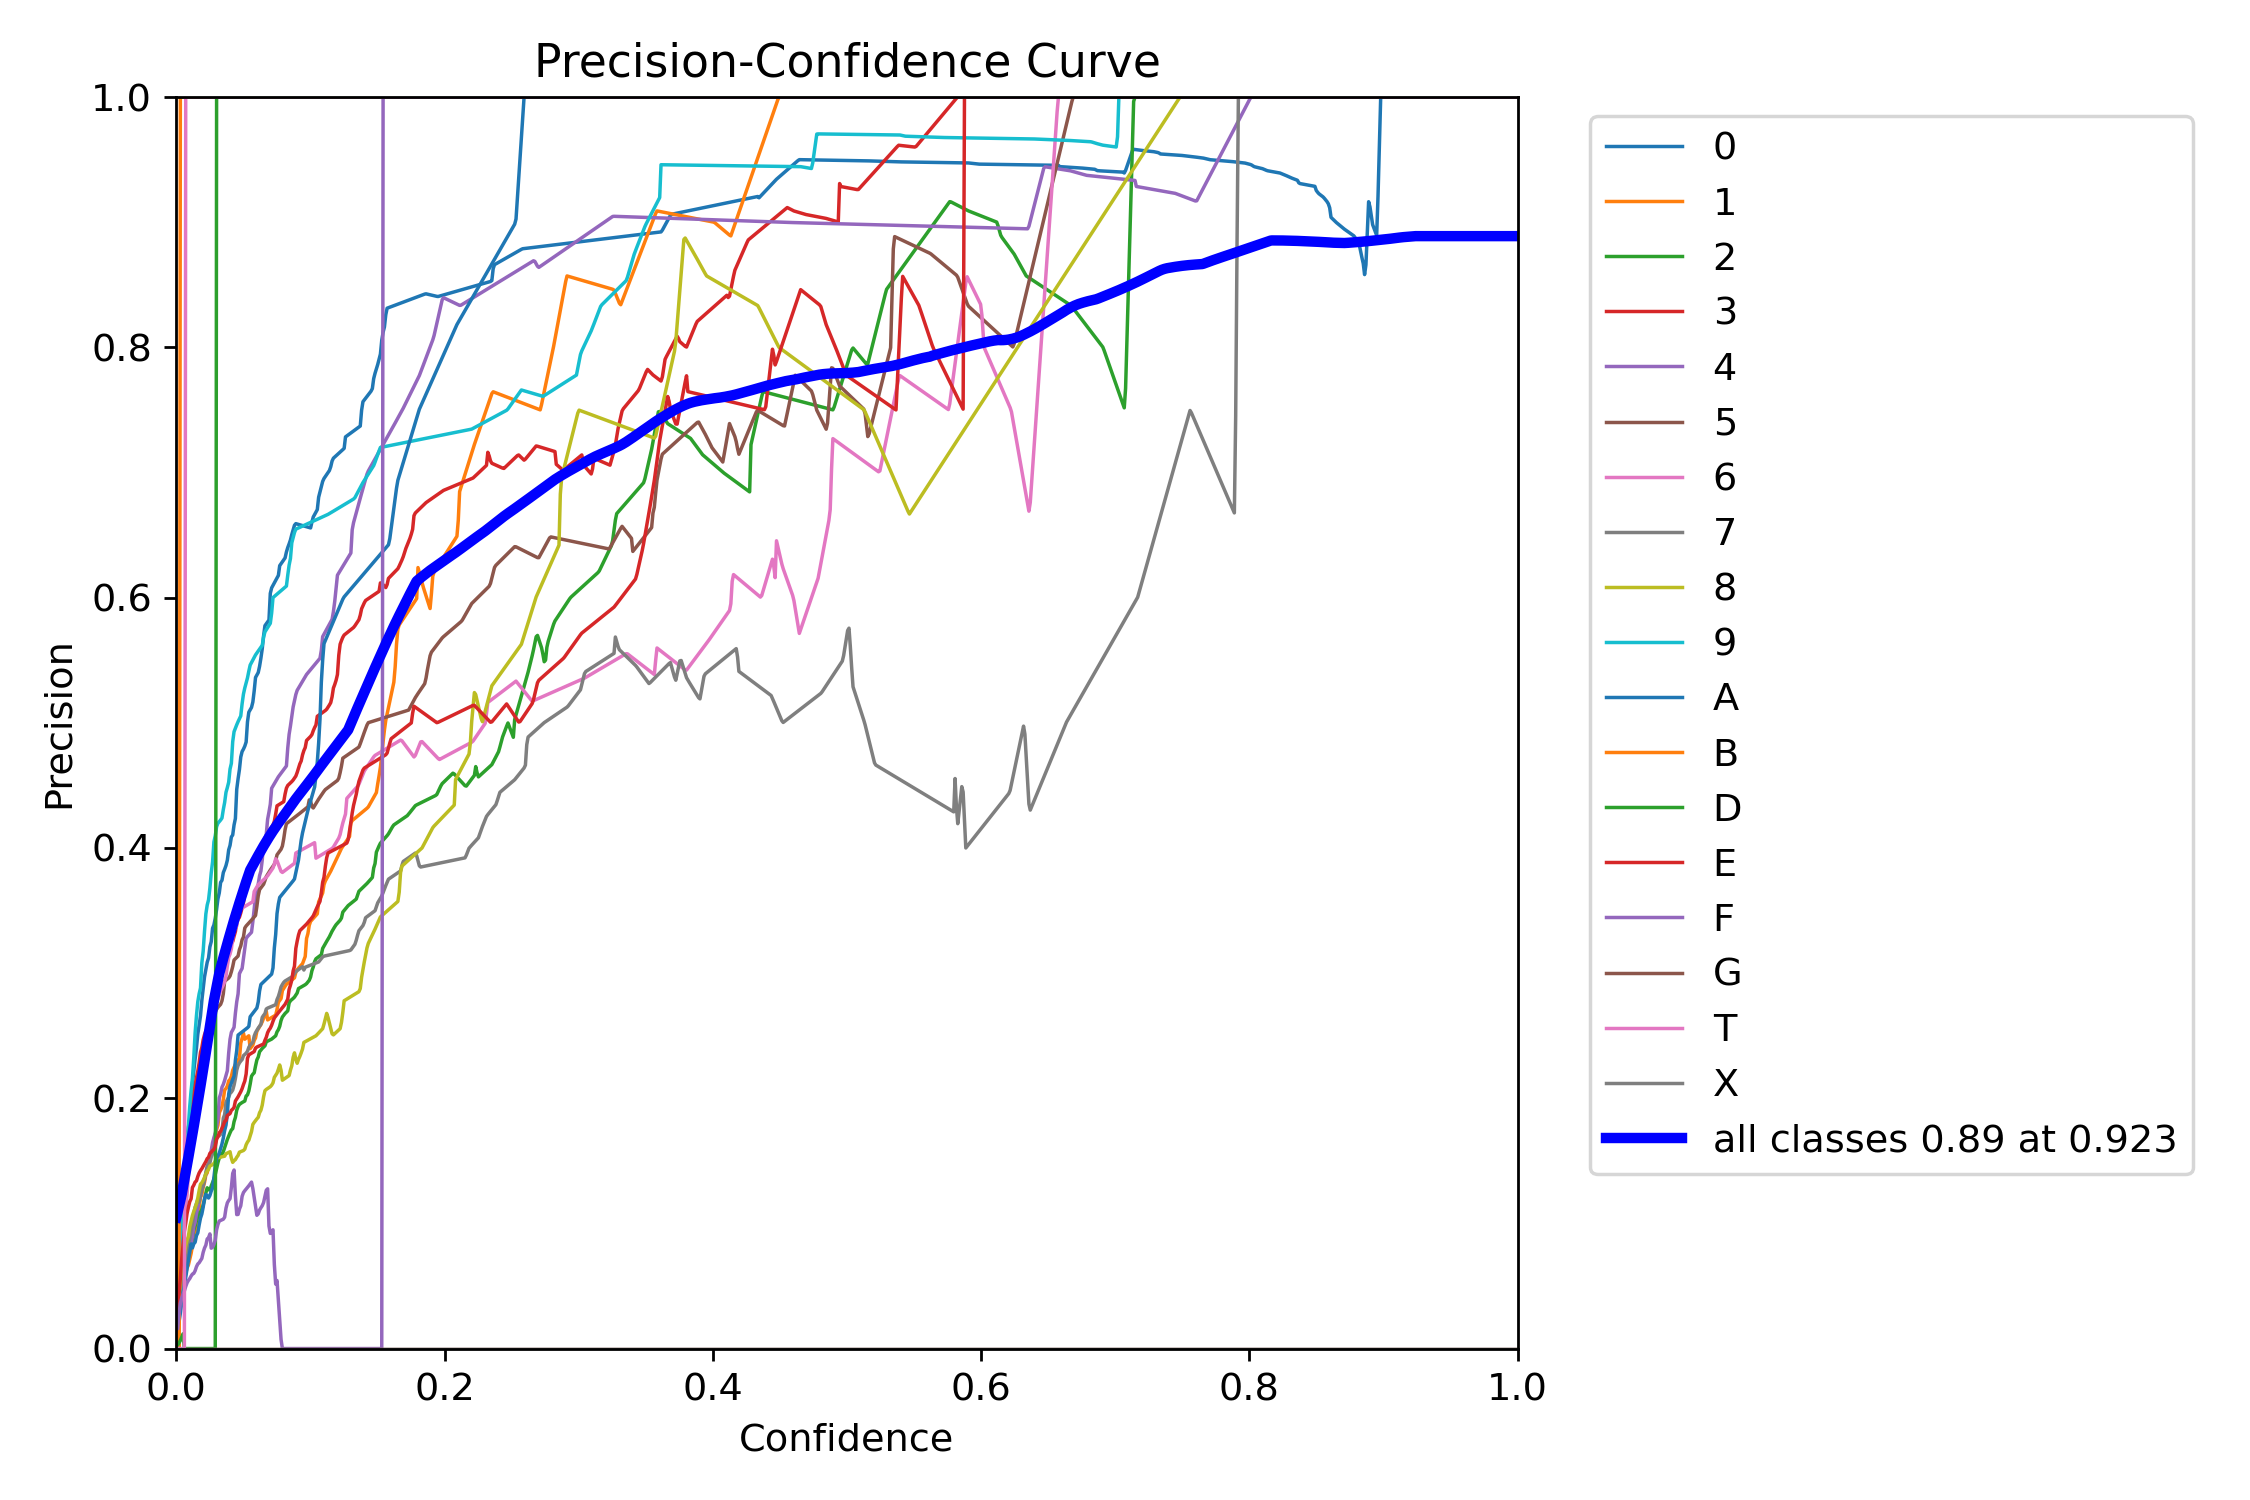 Precision-Confidence Curve
1.0
0.8
0.6
0.4
0.2
0.0
Precision
0.0 0.2 0.4 0.6 0.8 1.0
Confidence
0
1
2
3
4
5
6
7
8
9
A
B
D
E
F
G
T
X
all classes 0.89 at 0.923